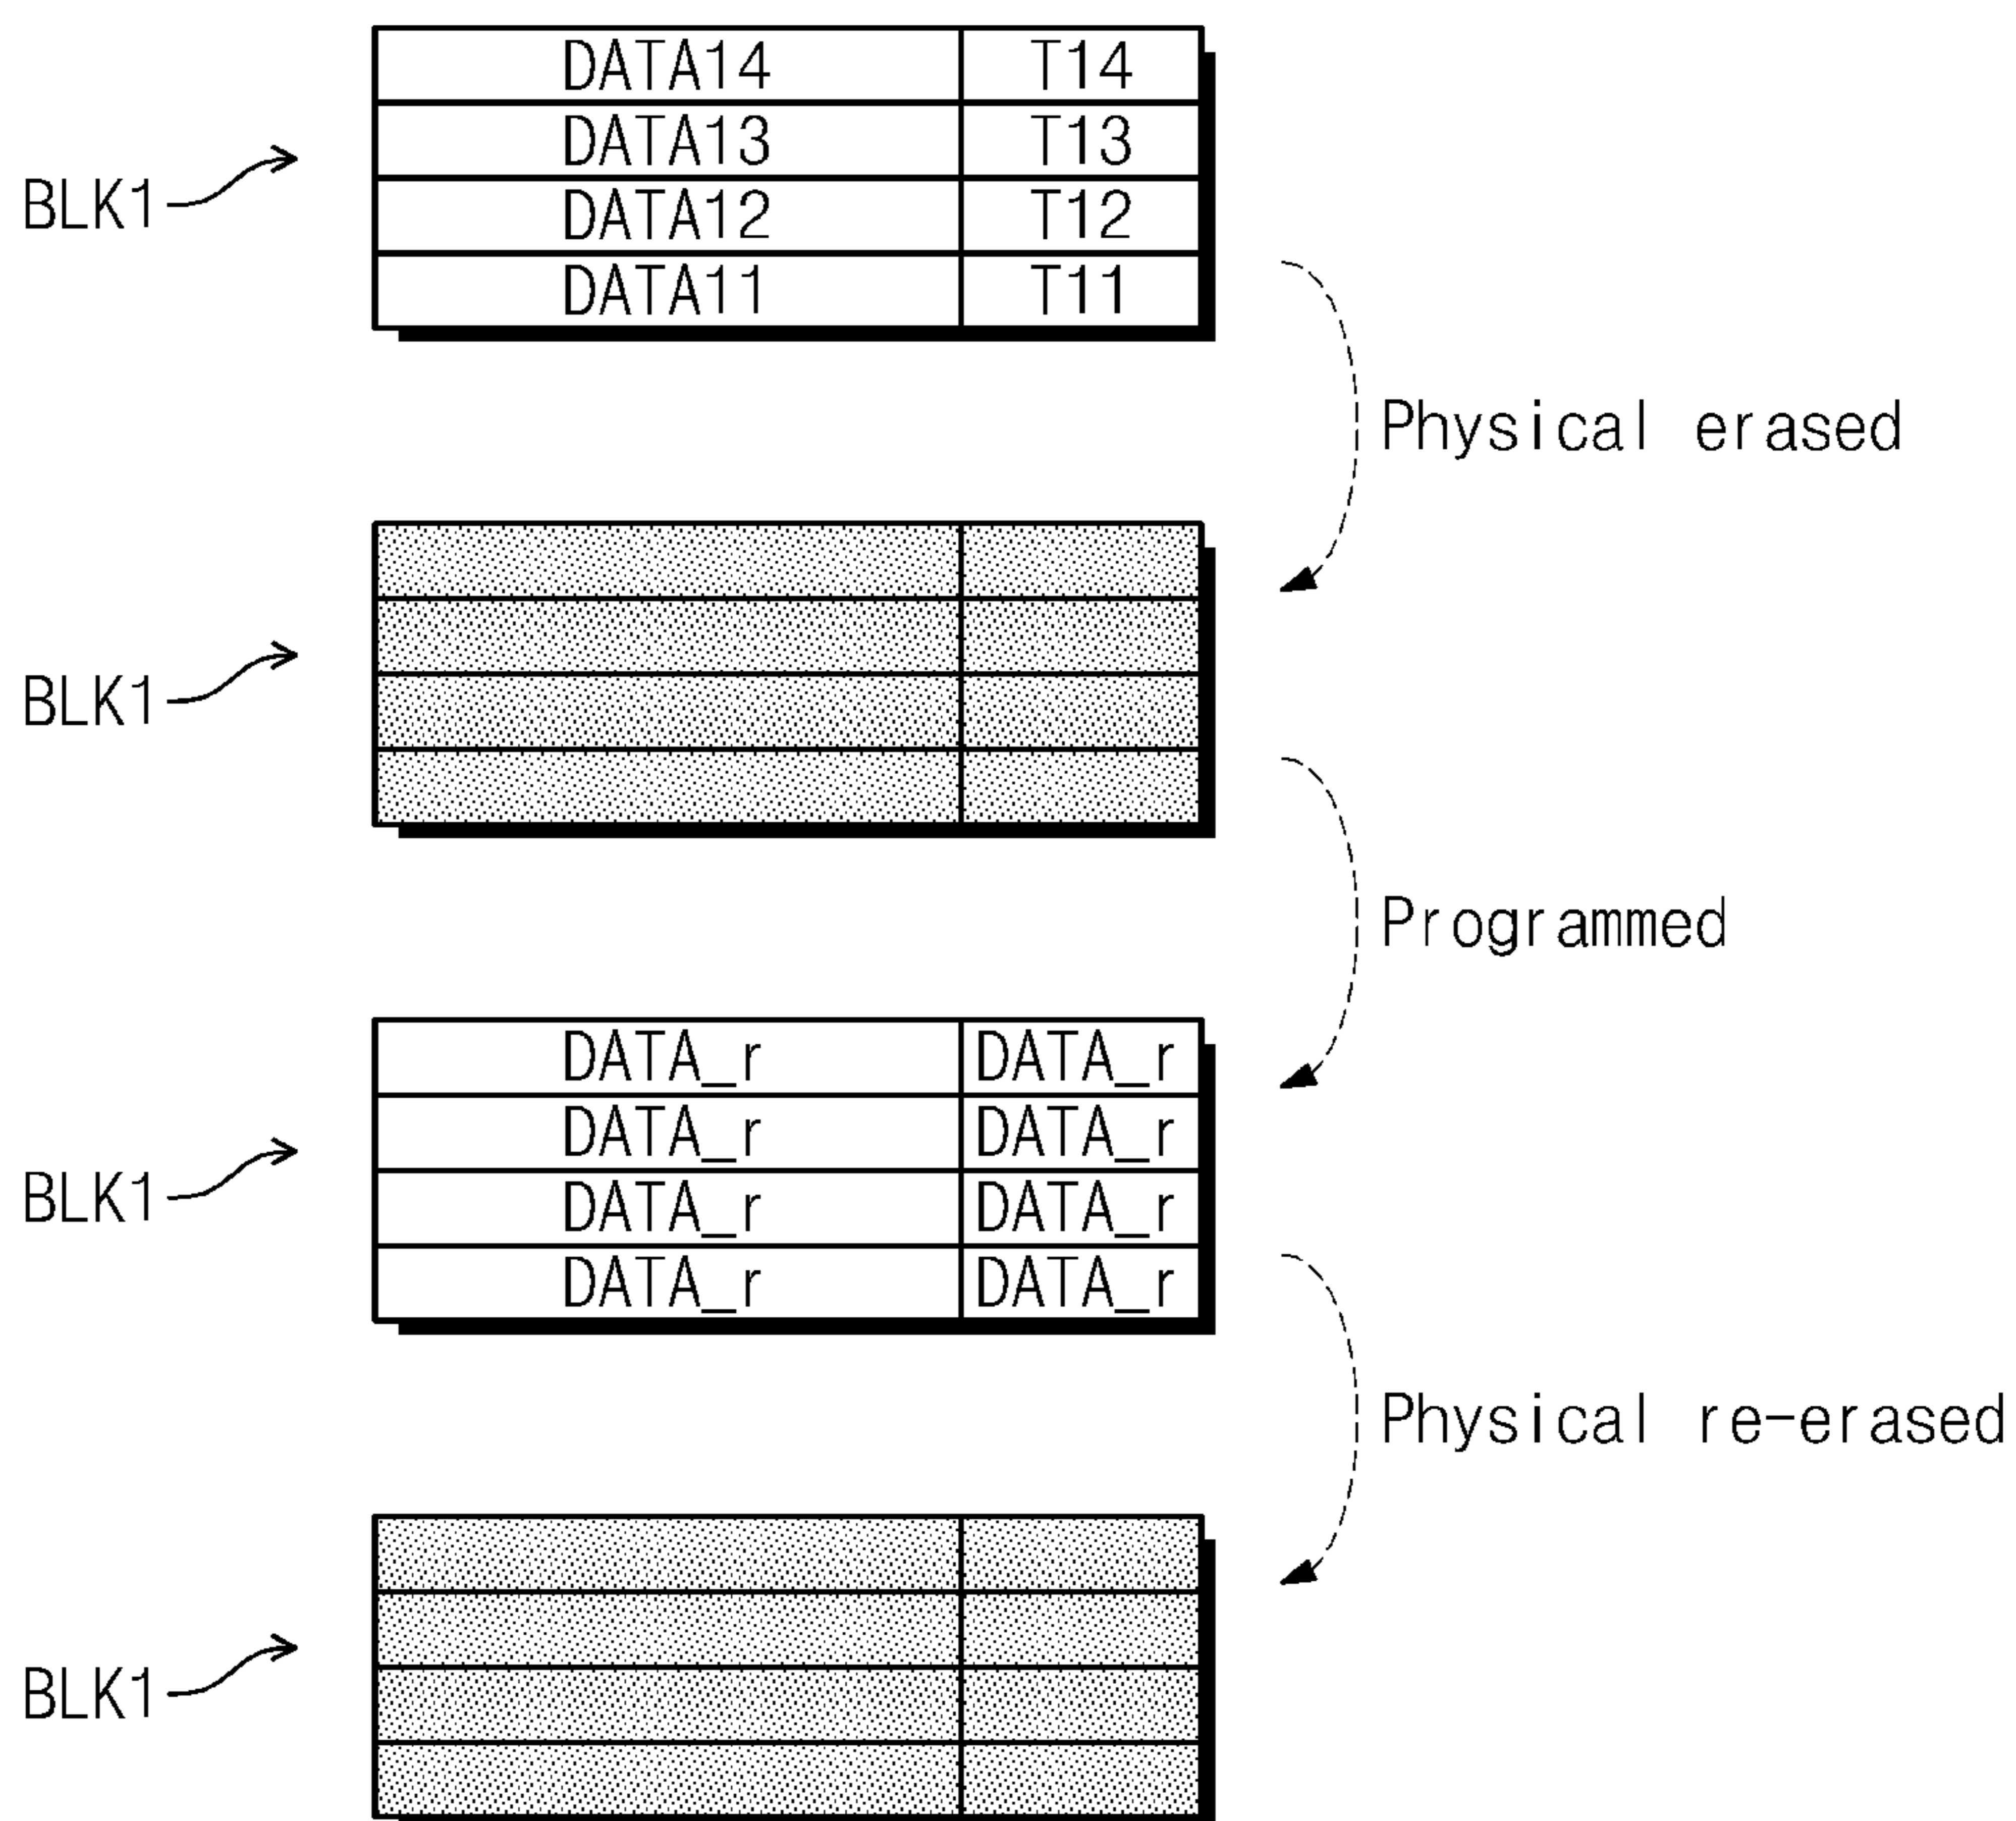 DATA14 T14
DATA13 T13
BLK1
DATA12 T12
DATA11 T11
Physical erased
BLK1
Programmed
DATA_r DATA_r
DATA_r DATA_r
BLK1
DATA_r DATA_r
DATA_r DATA_r
Physical re-erased
BLK1